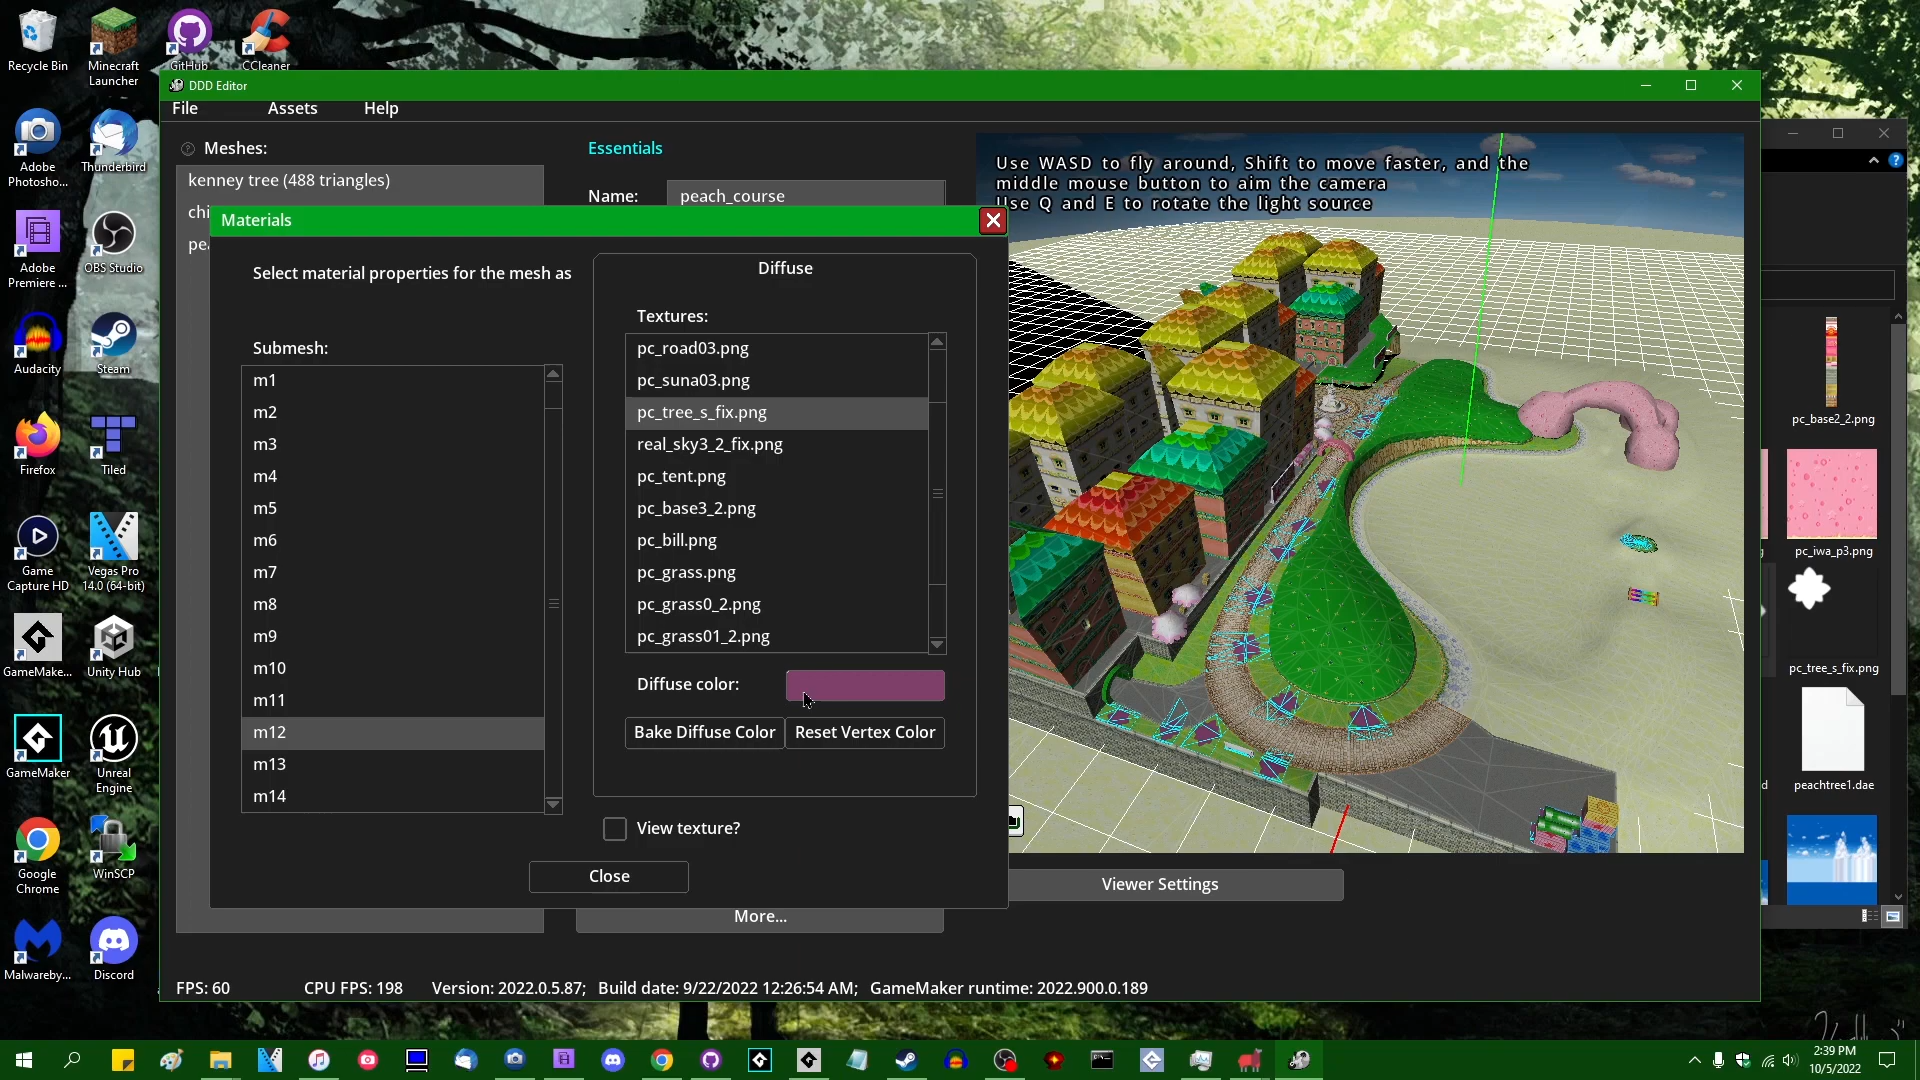 Recycle Bin
Minecraft
Launcher
GitHub
CCleaner
Adobe
Photosho...
Thunderbird
Adobe
Premiere ...
OBS Studio
Audacity
Steam
Firefox
Tiled
Game
Capture HD
Vegas Pro
14.0 (64-bit)
GameMake...
Unity Hub
GameMaker
Unreal
Engine
Google
Chrome
WinSCP
Malwareby...
Discord
DDD Editor
File
Assets
Help
Meshes:
kenney tree (488 triangles)
chi
pea
Essentials
Name:
peach_course
Use WASD to fly around, Shift to move faster, and the
middle mouse button to aim the camera
Use Q and E to rotate the light source
Materials
Select material properties for the mesh as
Submesh:
m1
m2
m3
m4
m5
m6
m7
m8
m9
m10
m11
m12
m13
m14
Diffuse
Textures:
pc_road03.png
pc_suna03.png
pc_tree_s_fix.png
real_sky3_2_fix.png
pc_tent.png
pc_base3_2.png
pc_bill.png
pc_grass.png
pc_grass0_2.png
pc_grass01_2.png
Diffuse color:
Bake Diffuse Color
Reset Vertex Color
View texture?
Close
More...
Viewer Settings
FPS: 60
CPU FPS: 198
Version: 2022.0.5.87;
Build date: 9/22/2022 12:26:54 AM;
GameMaker runtime: 2022.900.0.189
pc_base2_2.png
pc_iwa_p3.png
pc_tree_s_fix.png
peachtree1.dae
2:39 PM
10/5/2022